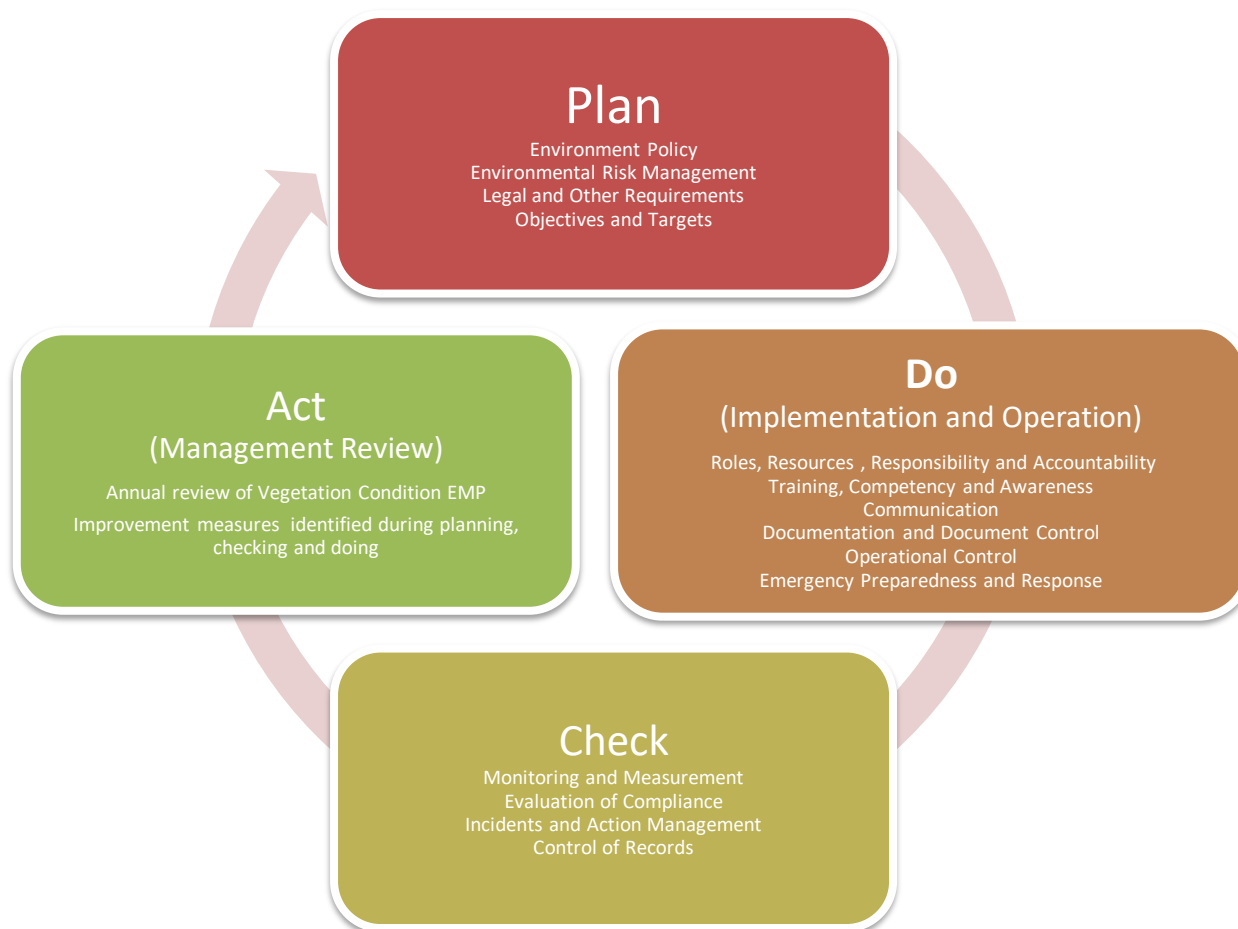 Plan
Environment Policy
Environmental Risk Management
Legal and Other Requirements
Objectives and Targets
Act
(Management Review)
Annual review of Vegetation Condition EMP
Improvement measures identified during planning,
checking and doing
Do
(Implementation and Operation)
Roles, Resources , Responsibility and Accountability
Training, Competency and Awareness
Communication
Documentation and Document Control
Operational Control
Emergency Preparedness and Response
Check
Monitoring and Measurement
Evaluation of Compliance
Incidents and Action Management
Control of Records